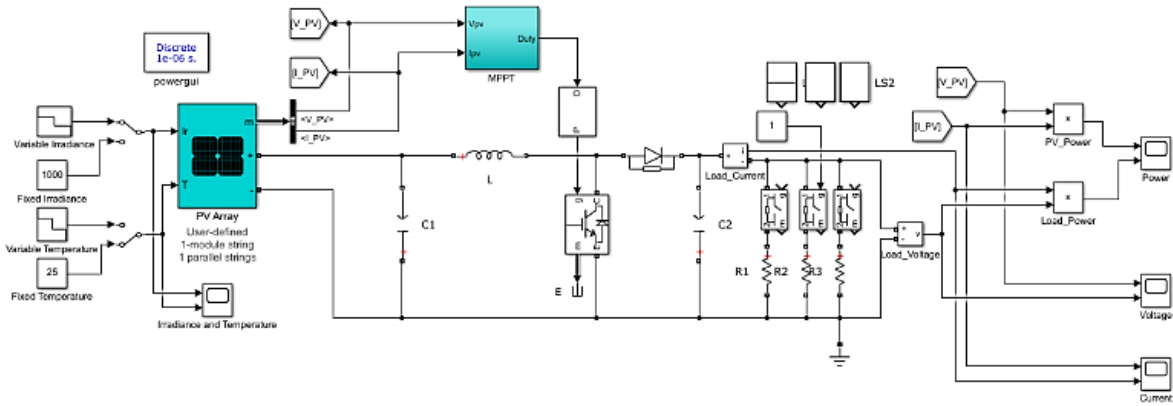 [V_PV]
[I_PV]
Vpv
Ipv
Duty
MPPT
Discrete
1e-06 s.
powergui
Variable Irradiance
1000
Fixed Irradiance
Variable Temperature
25
Fixed Temporature
Ir
T
m
+
-
PV Array
User-defined
1-module string
1 parallel strings
<V_PV>
<I_PV>
Irradiance and Temperature
C1
L
D
g
C
E
E
C2
LS2
1
+
-
i
Load_Current
R1
R2
R3
+
-
v
Load_Voltage
[V_PV]
[I_PV]
x
PV_Power
x
Load_Power
Power
Voltage
Current